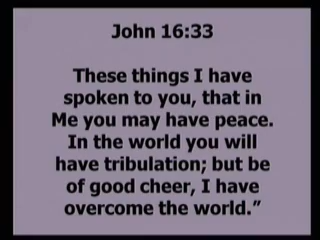 John 16:33
These things I have
spoken to you, that in
Me you may have peace.
In the world you will
have tribulation; but be
of good cheer, I have
overcome the world.”